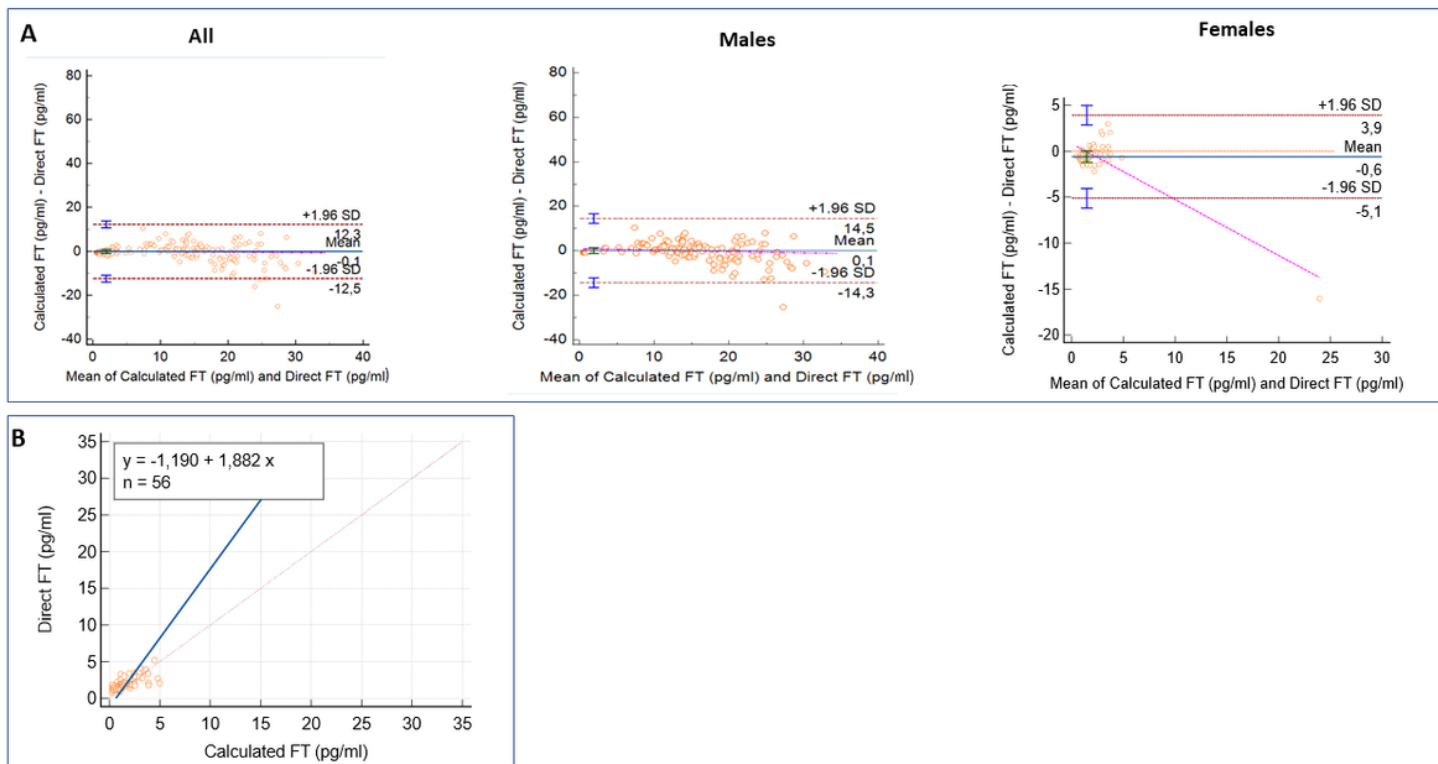 A
All
Males
Females
Calculated FT (pg/ml) - Direct FT (pg/ml)
80
60
40
20
0
-20
-40
+1.96 SD
12,3
Mean
-0,1
-1.96 SD
-12,5
0
10
20
30
40
Mean of Calculated FT (pg/ml) and Direct FT (pg/ml)
Calculated FT (pg/ml) - Direct FT (pg/ml)
80
60
40
20
0
-20
-40
+1.96 SD
14,5
Mean
0,1
-1.96 SD
-14,3
0
10
20
30
40
Mean of Calculated FT (pg/ml) and Direct FT (pg/ml)
Calculated FT (pg/ml) - Direct FT (pg/ml)
5
0
-5
-10
-15
-20
+1.96 SD
3,9
Mean
-0,6
-1.96 SD
-5,1
0
5
10
15
20
25
30
Mean of Calculated FT (pg/ml) and Direct FT (pg/ml)
B
y = -1,190 + 1,882 x
n = 56
Direct FT (pg/ml)
35
30
25
20
15
10
5
0
0
5
10
15
20
25
30
35
Calculated FT (pg/ml)